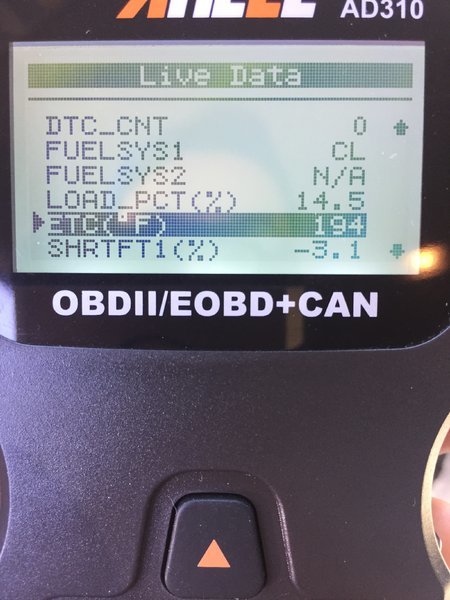 AD310
Live Data
DTC_CNT 0
FUELSYS1 CL
FUELSYS2 N/A
LOAD_PCT(%) 14.5
ETC(°F) 194
SHRTFT1(%) -3.1
OBDII/EOBD+CAN